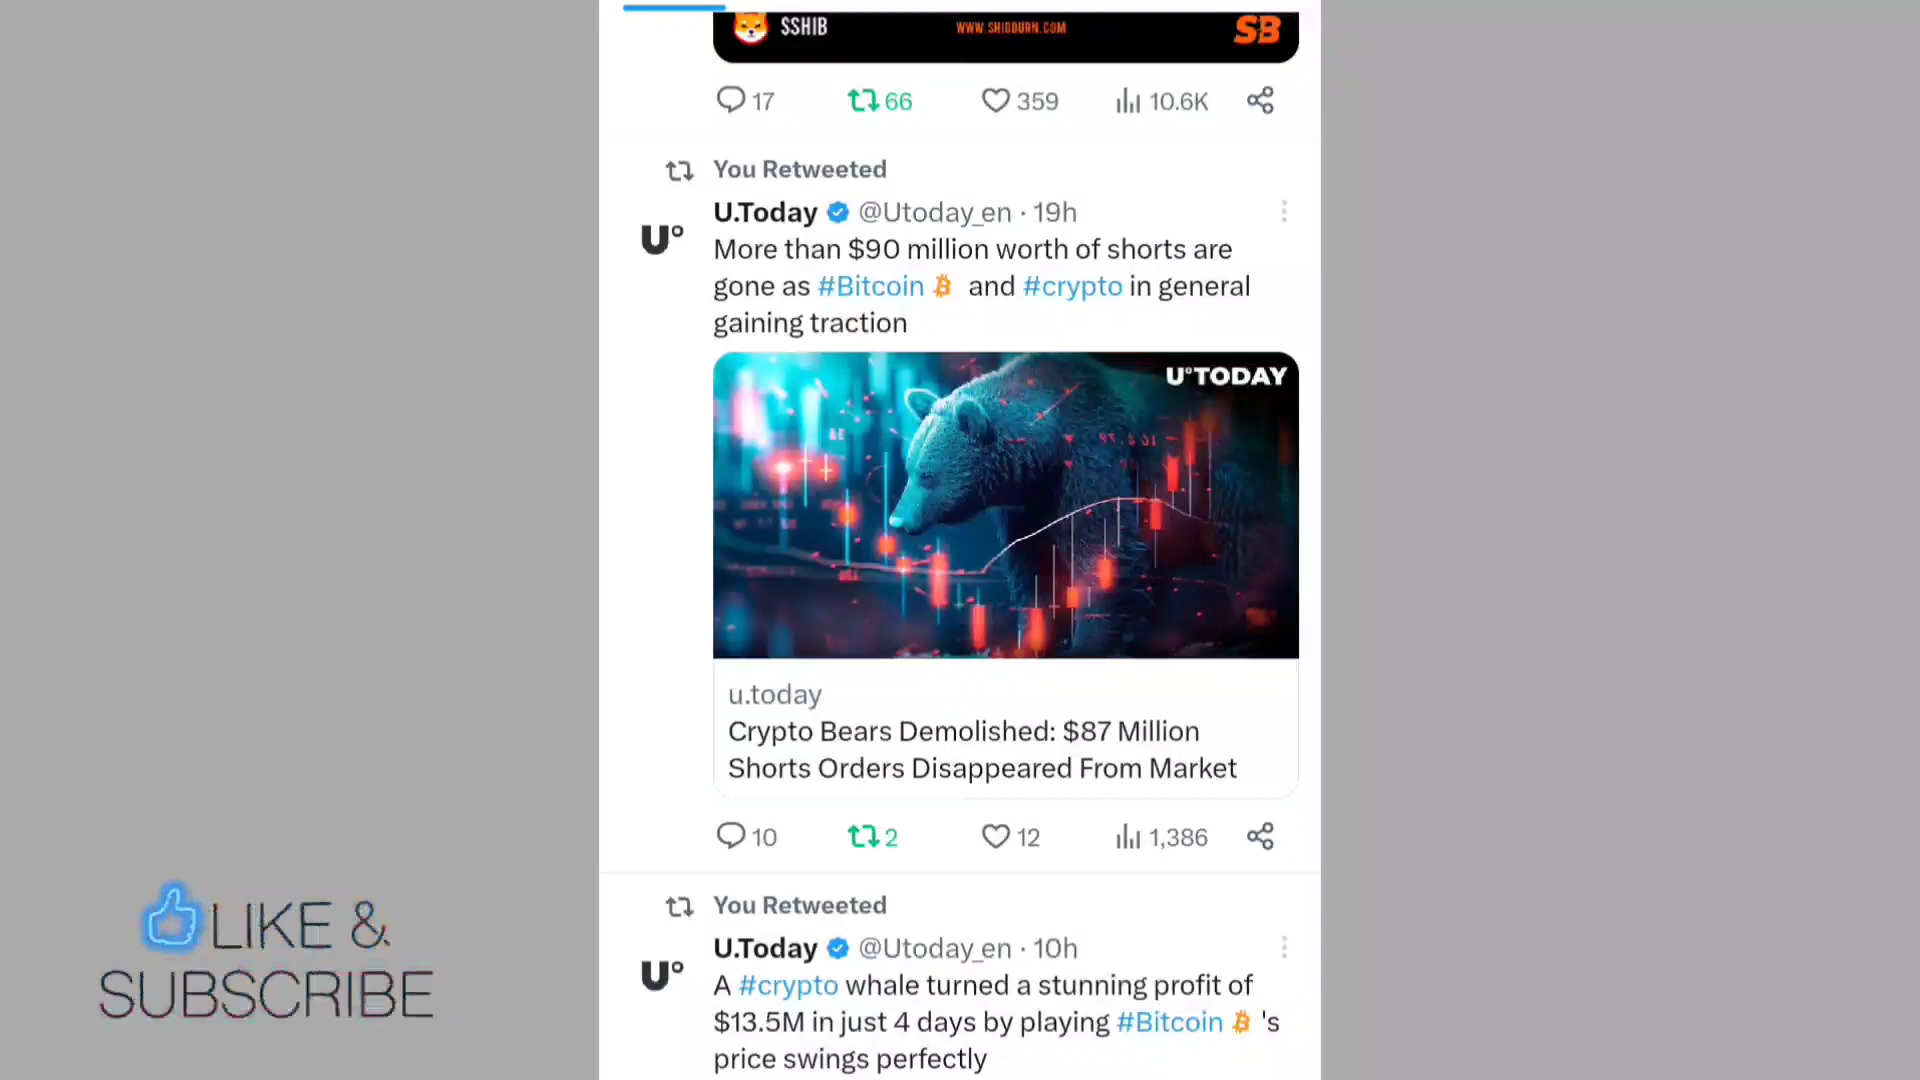 $SHIB
WWW.SHIBBURN.COM
SB
17
66
359
10.6K
You Retweeted
U.Today @Utoday_en · 19h
U°
More than $90 million worth of shorts are
gone as #Bitcoin and #crypto in general
gaining traction
U°TODAY
u.today
Crypto Bears Demolished: $87 Million
Shorts Orders Disappeared From Market
10
2
12
1,386
You Retweeted
U.Today @Utoday_en · 10h
U°
A #crypto whale turned a stunning profit of
$13.5M in just 4 days by playing #Bitcoin 's
price swings perfectly
LIKE &
SUBSCRIBE